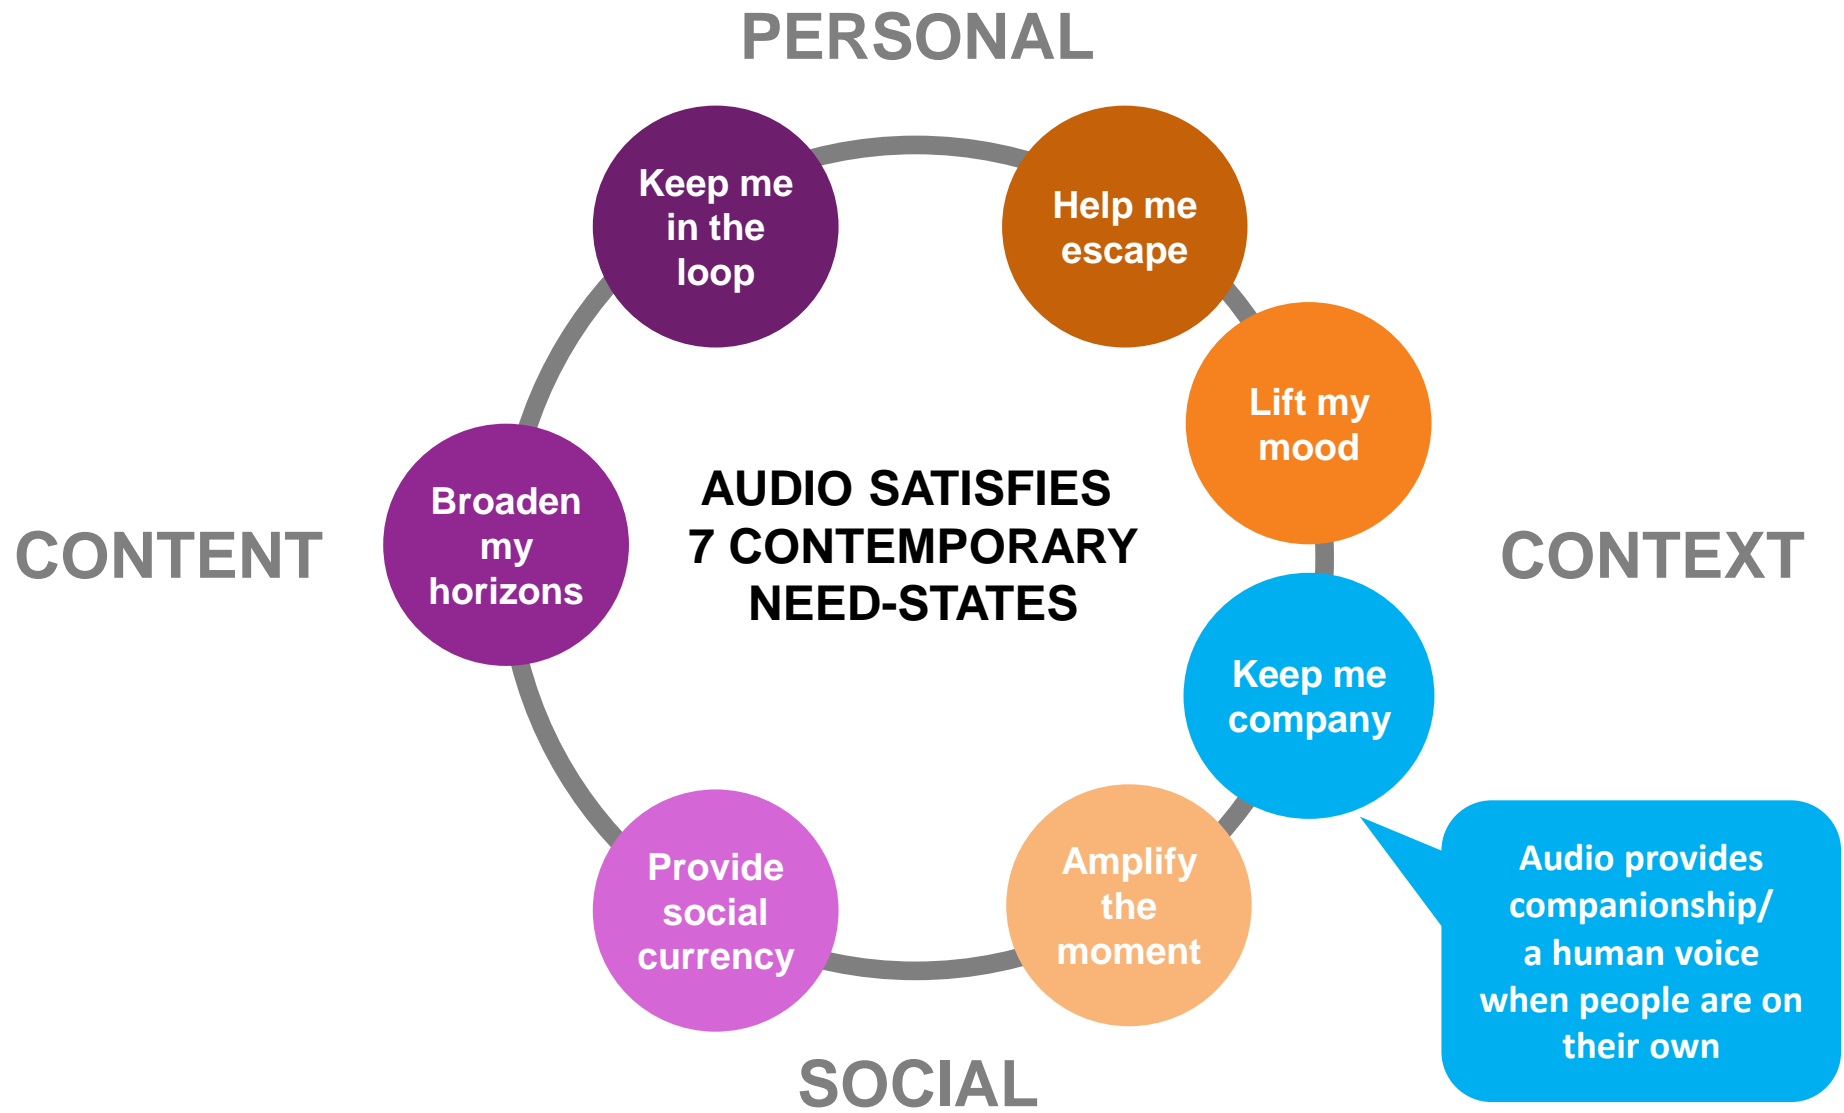 PERSONAL
Keep me
in the
loop
Help me
escape
Lift my
mood
Broaden
my
horizons
AUDIO SATISFIES
7 CONTEMPORARY
NEED-STATES
CONTENT
CONTEXT
Keep me
company
Provide
social
currency
Amplify
the
moment
Audio provides
companionship/
a human voice
when people are on
their own
SOCIAL